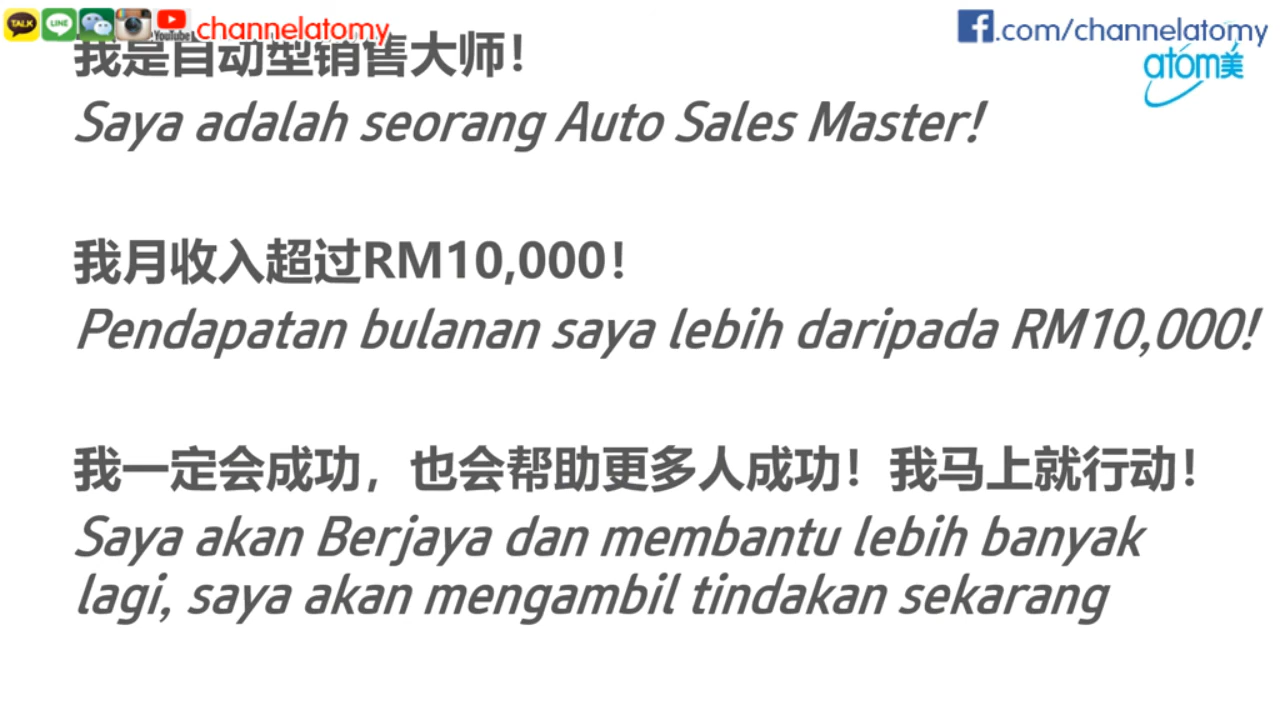 TALK LINE YouTube channelatomy
.com/channelatomy
atom美
我是自动型销售大师！
Saya adalah seorang Auto Sales Master!
我月收入超过RM10,000！
Pendapatan bulanan saya lebih daripada RM10,000!
我一定会成功，也会帮助更多人成功！我马上就行动！
Saya akan Berjaya dan membantu lebih banyak
lagi, saya akan mengambil tindakan sekarang